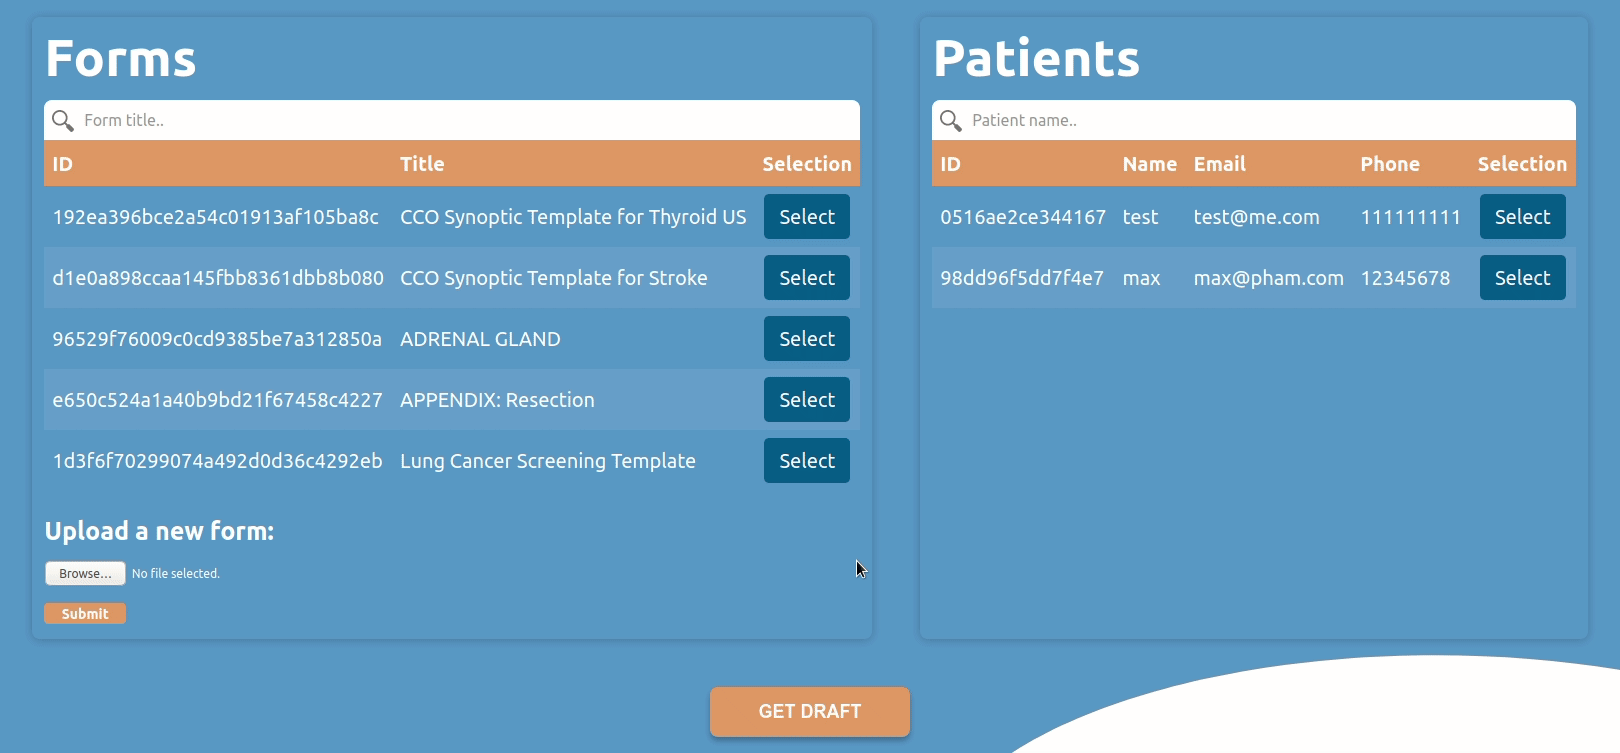 Forms
Form title..
ID Title Selection
192ea396bce2a54c01913af105ba8c CCO Synoptic Template for Thyroid US Select
d1e0a898ccaa145fbb8361dbb8b080 CCO Synoptic Template for Stroke Select
96529f76009c0cd9385be7a312850a ADRENAL GLAND Select
e650c524a1a40b9bd21f67458c4227 APPENDIX: Resection Select
1d3f6f70299074a492d0d36c4292eb Lung Cancer Screening Template Select
Upload a new form:
Browse... No file selected.
Submit
Patients
Patient name..
ID Name Email Phone Selection
0516ae2ce344167 test test@me.com 111111111 Select
98dd96f5dd7f4e7 max max@pham.com 12345678 Select
GET DRAFT